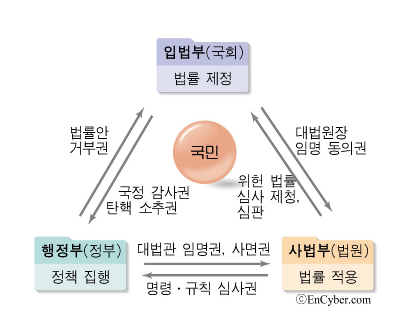 입법부(국회)
법률 제정
법률안
거부권
대법원장
임명 동의권
국민
국정 감사권
탄핵 소추권
위헌 법률
심사 제청,
심판
행정부(정부)
정책 집행
대법관 임명권, 사면권
명령·규칙 심사권
사법부(법원)
법률 적용
©EnCyber.com